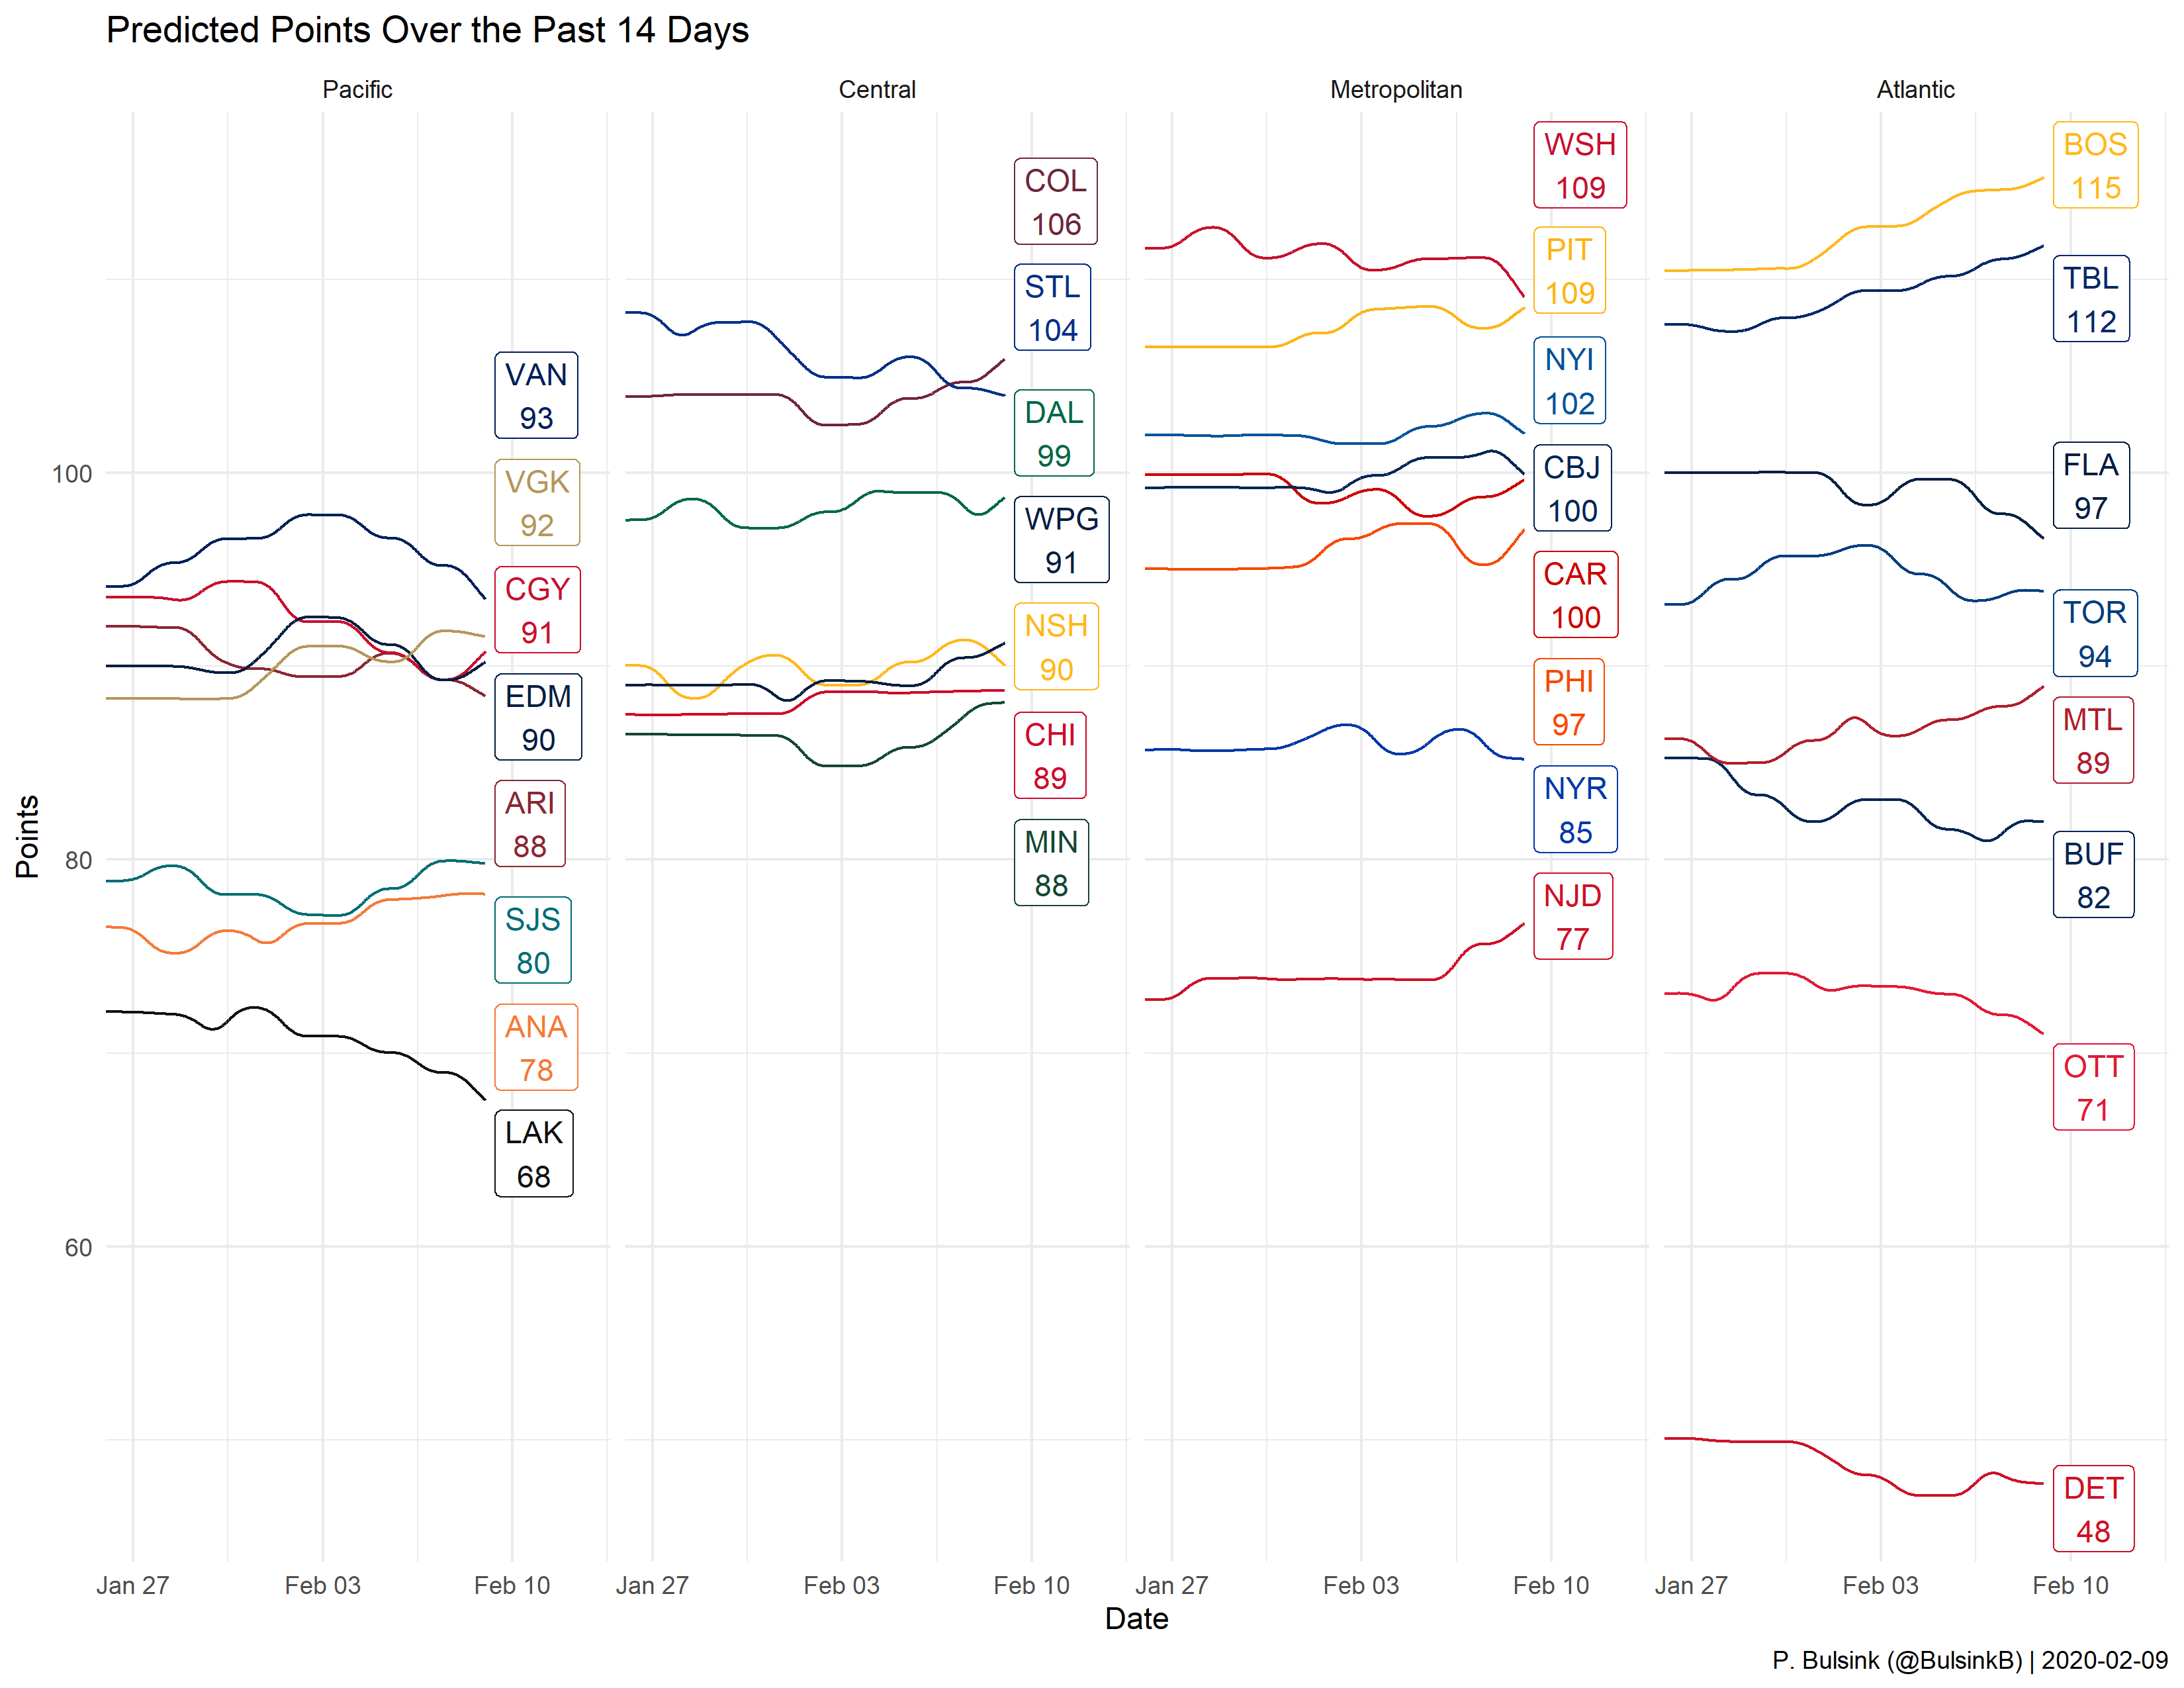 Predicted Points Over the Past 14 Days
Pacific
Central
Metropolitan
Atlantic
Points
100
80
60
VAN
93
VGK
92
CGY
91
EDM
90
ARI
88
SJS
80
ANA
78
LAK
68
COL
106
STL
104
DAL
99
WPG
91
NSH
90
CHI
89
MIN
88
WSH
109
PIT
109
NYI
102
CBJ
100
CAR
100
PHI
97
NYR
85
NJD
77
BOS
115
TBL
112
FLA
97
TOR
94
MTL
89
BUF
82
OTT
71
DET
48
Jan 27 Feb 03 Feb 10 Jan 27 Feb 03 Feb 10 Jan 27 Feb 03 Feb 10 Jan 27 Feb 03 Feb 10
Date
P. Bulsink (@BulsinkB) | 2020-02-09